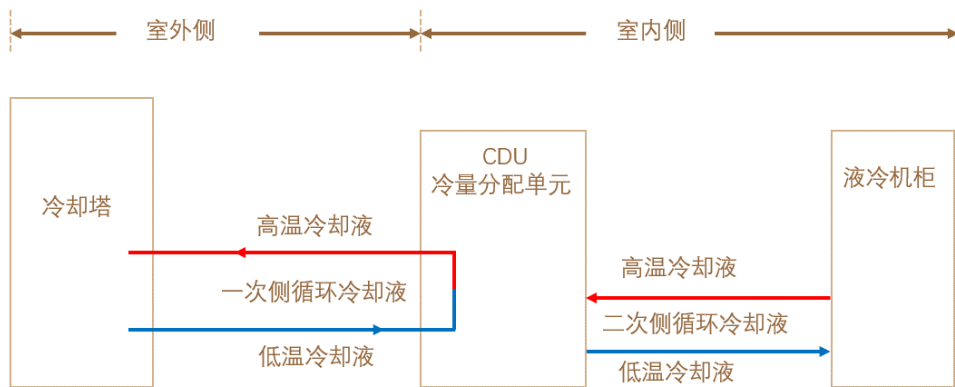 室外侧
室内侧
CDU
冷量分配单元
液冷机柜
冷却塔
高温冷却液
高温冷却液
一次侧循环冷却液
二次侧循环冷却液
低温冷却液
低温冷却液